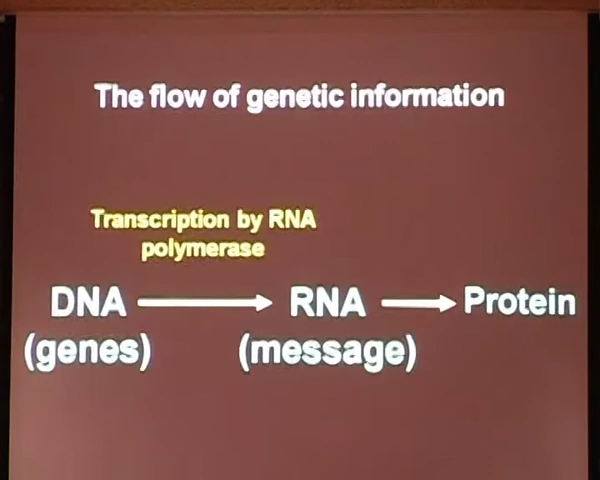 The flow of genetic information
Transcription by RNA
polymerase
DNA → RNA → Protein
(genes) (message)